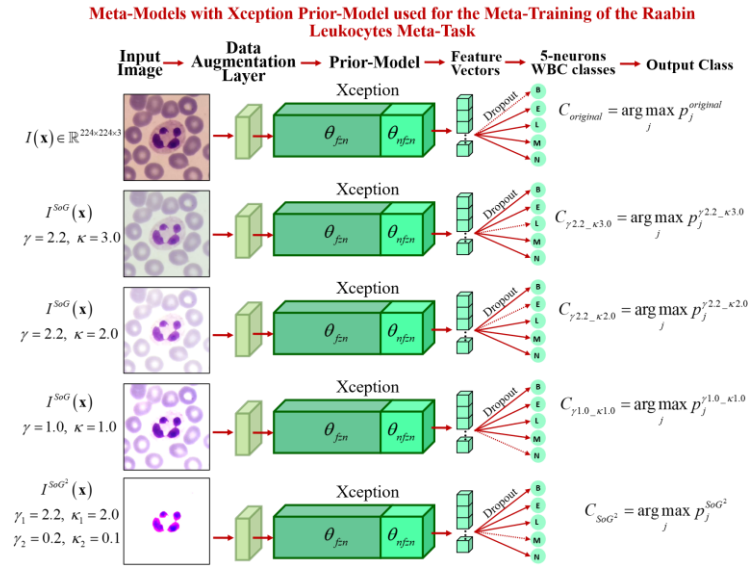 Meta-Models with Xception Prior-Model used for the Meta-Training of the Raabin
Leukocytes Meta-Task
Input Image
Data Augmentation Layer
Prior-Model
Feature Vectors
5-neurons WBC classes
Output Class
I(x) ∈ ℝ^{224×224×3}
Xception
θ_{fzn}
θ_{nfzn}
Dropout
B
E
L
M
N
C_{original} = arg max_j p_j^{original}
I^{SoG}(x)
γ = 2.2, κ = 3.0
Xception
θ_{fzn}
θ_{nfzn}
Dropout
B
E
L
M
N
C_{γ2.2_κ3.0} = arg max_j p_j^{γ2.2_κ3.0}
I^{SoG}(x)
γ = 2.2, κ = 2.0
Xception
θ_{fzn}
θ_{nfzn}
Dropout
B
E
L
M
N
C_{γ2.2_κ2.0} = arg max_j p_j^{γ2.2_κ2.0}
I^{SoG}(x)
γ = 1.0, κ = 1.0
Xception
θ_{fzn}
θ_{nfzn}
Dropout
B
E
L
M
N
C_{γ1.0_κ1.0} = arg max_j p_j^{γ1.0_κ1.0}
I^{SoG²}(x)
γ₁ = 2.2, κ₁ = 2.0
γ₂ = 0.2, κ₂ = 0.1
Xception
θ_{fzn}
θ_{nfzn}
Dropout
B
E
L
M
N
C_{SoG²} = arg max_j p_j^{SoG²}